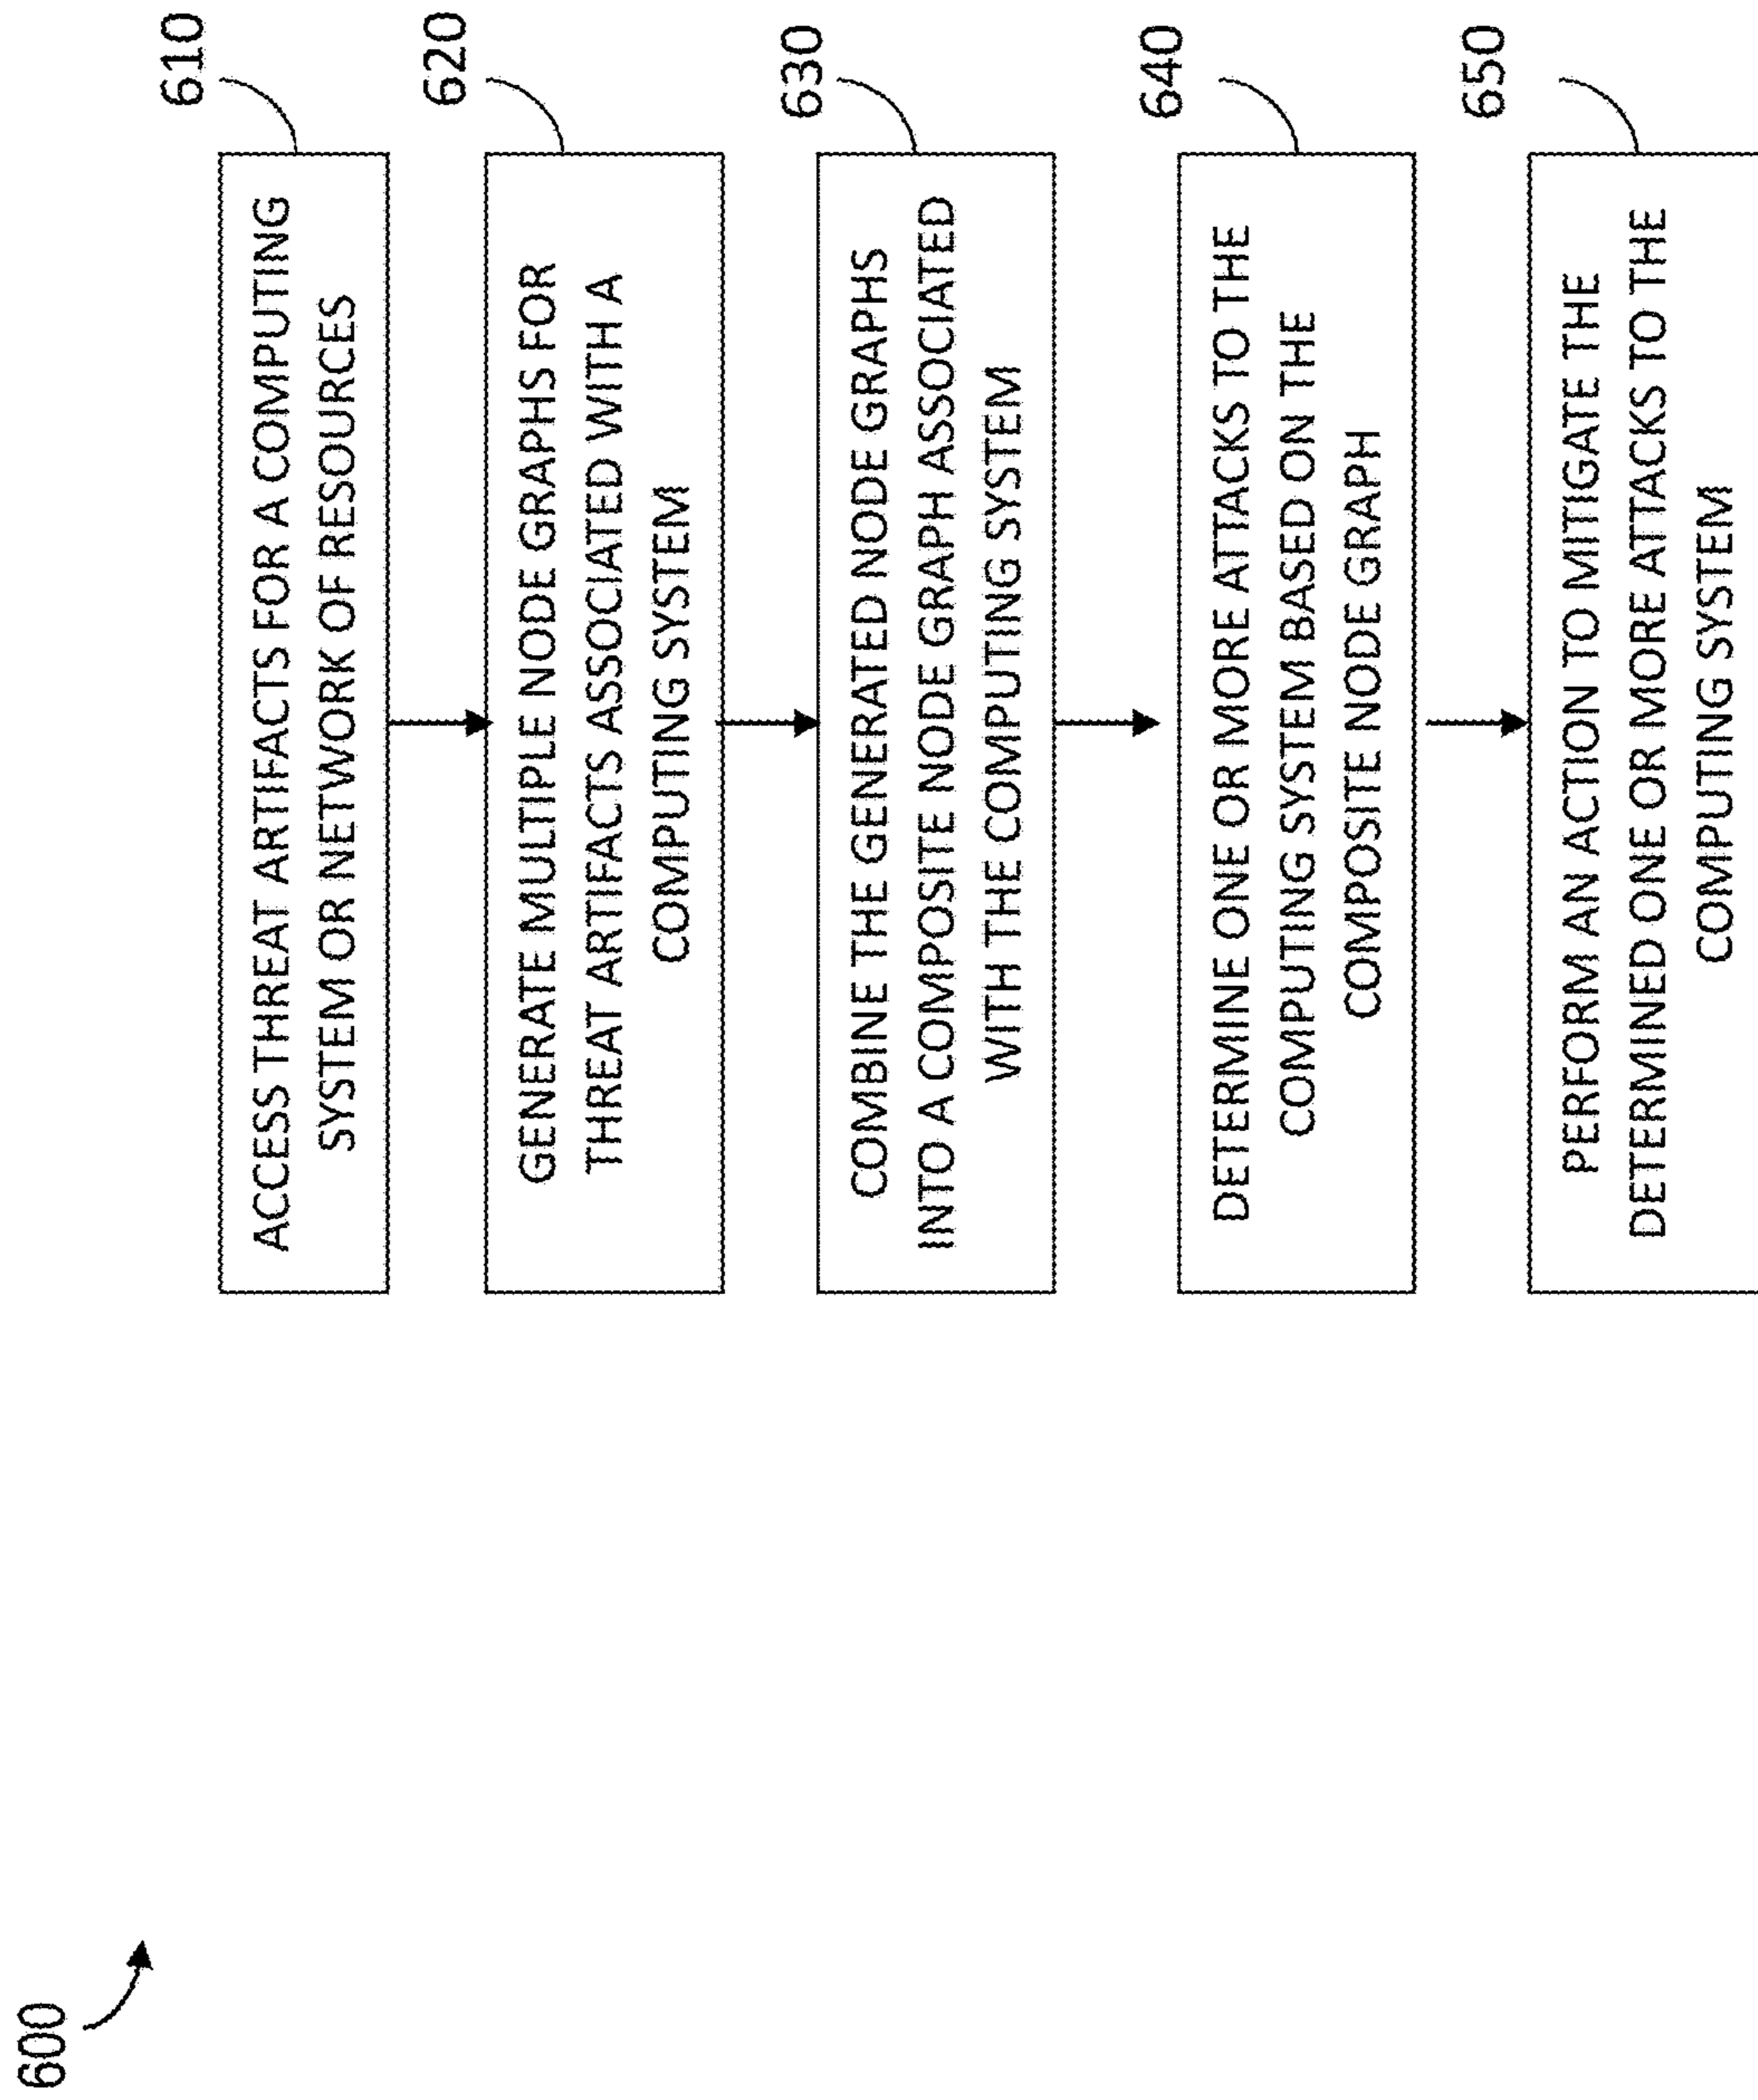 600
610
ACCESS THREAT ARTIFACTS FOR A COMPUTING
SYSTEM OR NETWORK OF RESOURCES
620
GENERATE MULTIPLE NODE GRAPHS FOR
THREAT ARTIFACTS ASSOCIATED WITH A
COMPUTING SYSTEM
630
COMBINE THE GENERATED NODE GRAPHS
INTO A COMPOSITE NODE GRAPH ASSOCIATED
WITH THE COMPUTING SYSTEM
640
DETERMINE ONE OR MORE ATTACKS TO THE
COMPUTING SYSTEM BASED ON THE
COMPOSITE NODE GRAPH
650
PERFORM AN ACTION TO MITIGATE THE
DETERMINED ONE OR MORE ATTACKS TO THE
COMPUTING SYSTEM